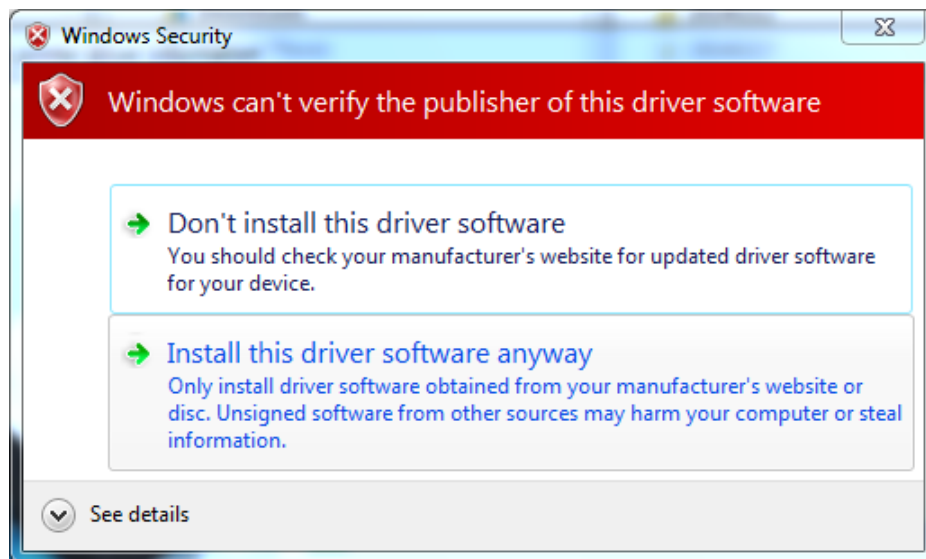 Windows Security
Windows can't verify the publisher of this driver software
Don't install this driver software
You should check your manufacturer's website for updated driver software
for your device.
Install this driver software anyway
Only install driver software obtained from your manufacturer's website or
disc. Unsigned software from other sources may harm your computer or steal
information.
See details